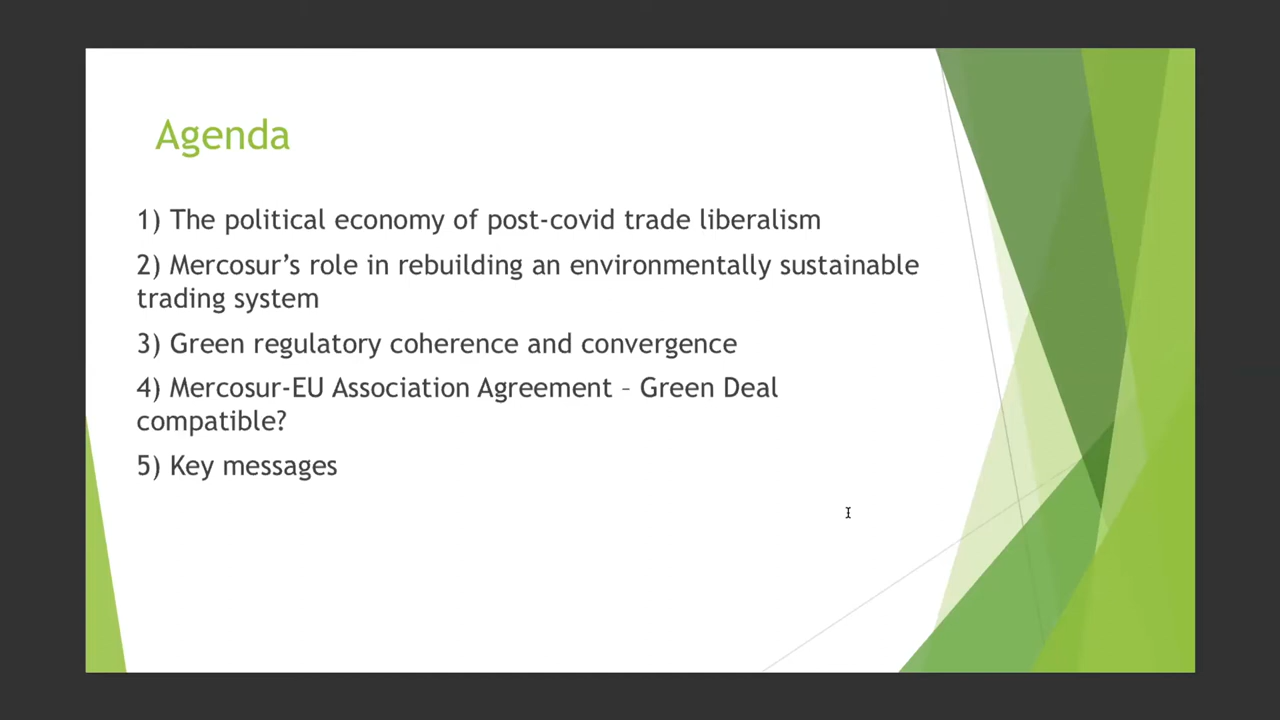 Agenda
1) The political economy of post-covid trade liberalism
2) Mercosur’s role in rebuilding an environmentally sustainable
trading system
3) Green regulatory coherence and convergence
4) Mercosur-EU Association Agreement – Green Deal
compatible?
5) Key messages